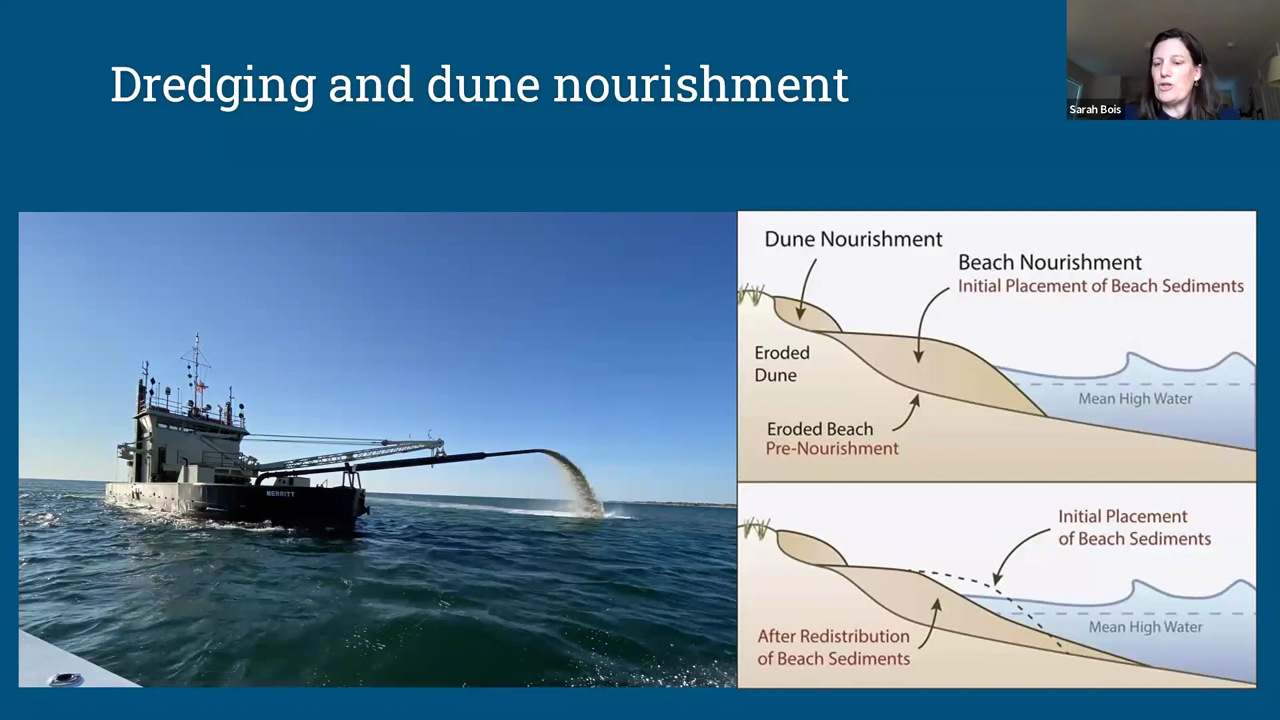 Dredging and dune nourishment
Sarah Bois
MERRITT
Dune Nourishment
Beach Nourishment
Initial Placement of Beach Sediments
Eroded
Dune
Mean High Water
Eroded Beach
Pre-Nourishment
Initial Placement
of Beach Sediments
Mean High Water
After Redistribution
of Beach Sediments